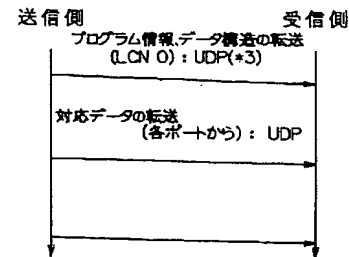 送信側
受信側
プログラム情報、データ構造の転送
(LCN 0) : UDP(*3)
対応データの転送
(各ポートから) : UDP